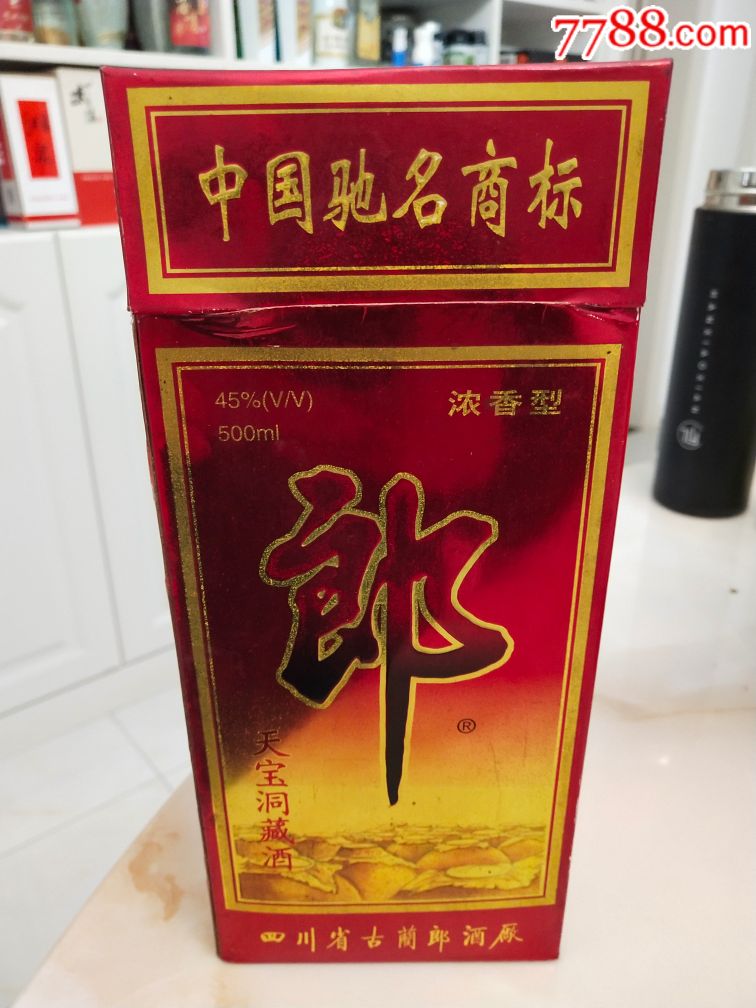 7788.com
中国驰名商标
45%(V/V)
浓香型
500ml
郎
®
天宝洞藏酒
四川省古蔺郎酒厰